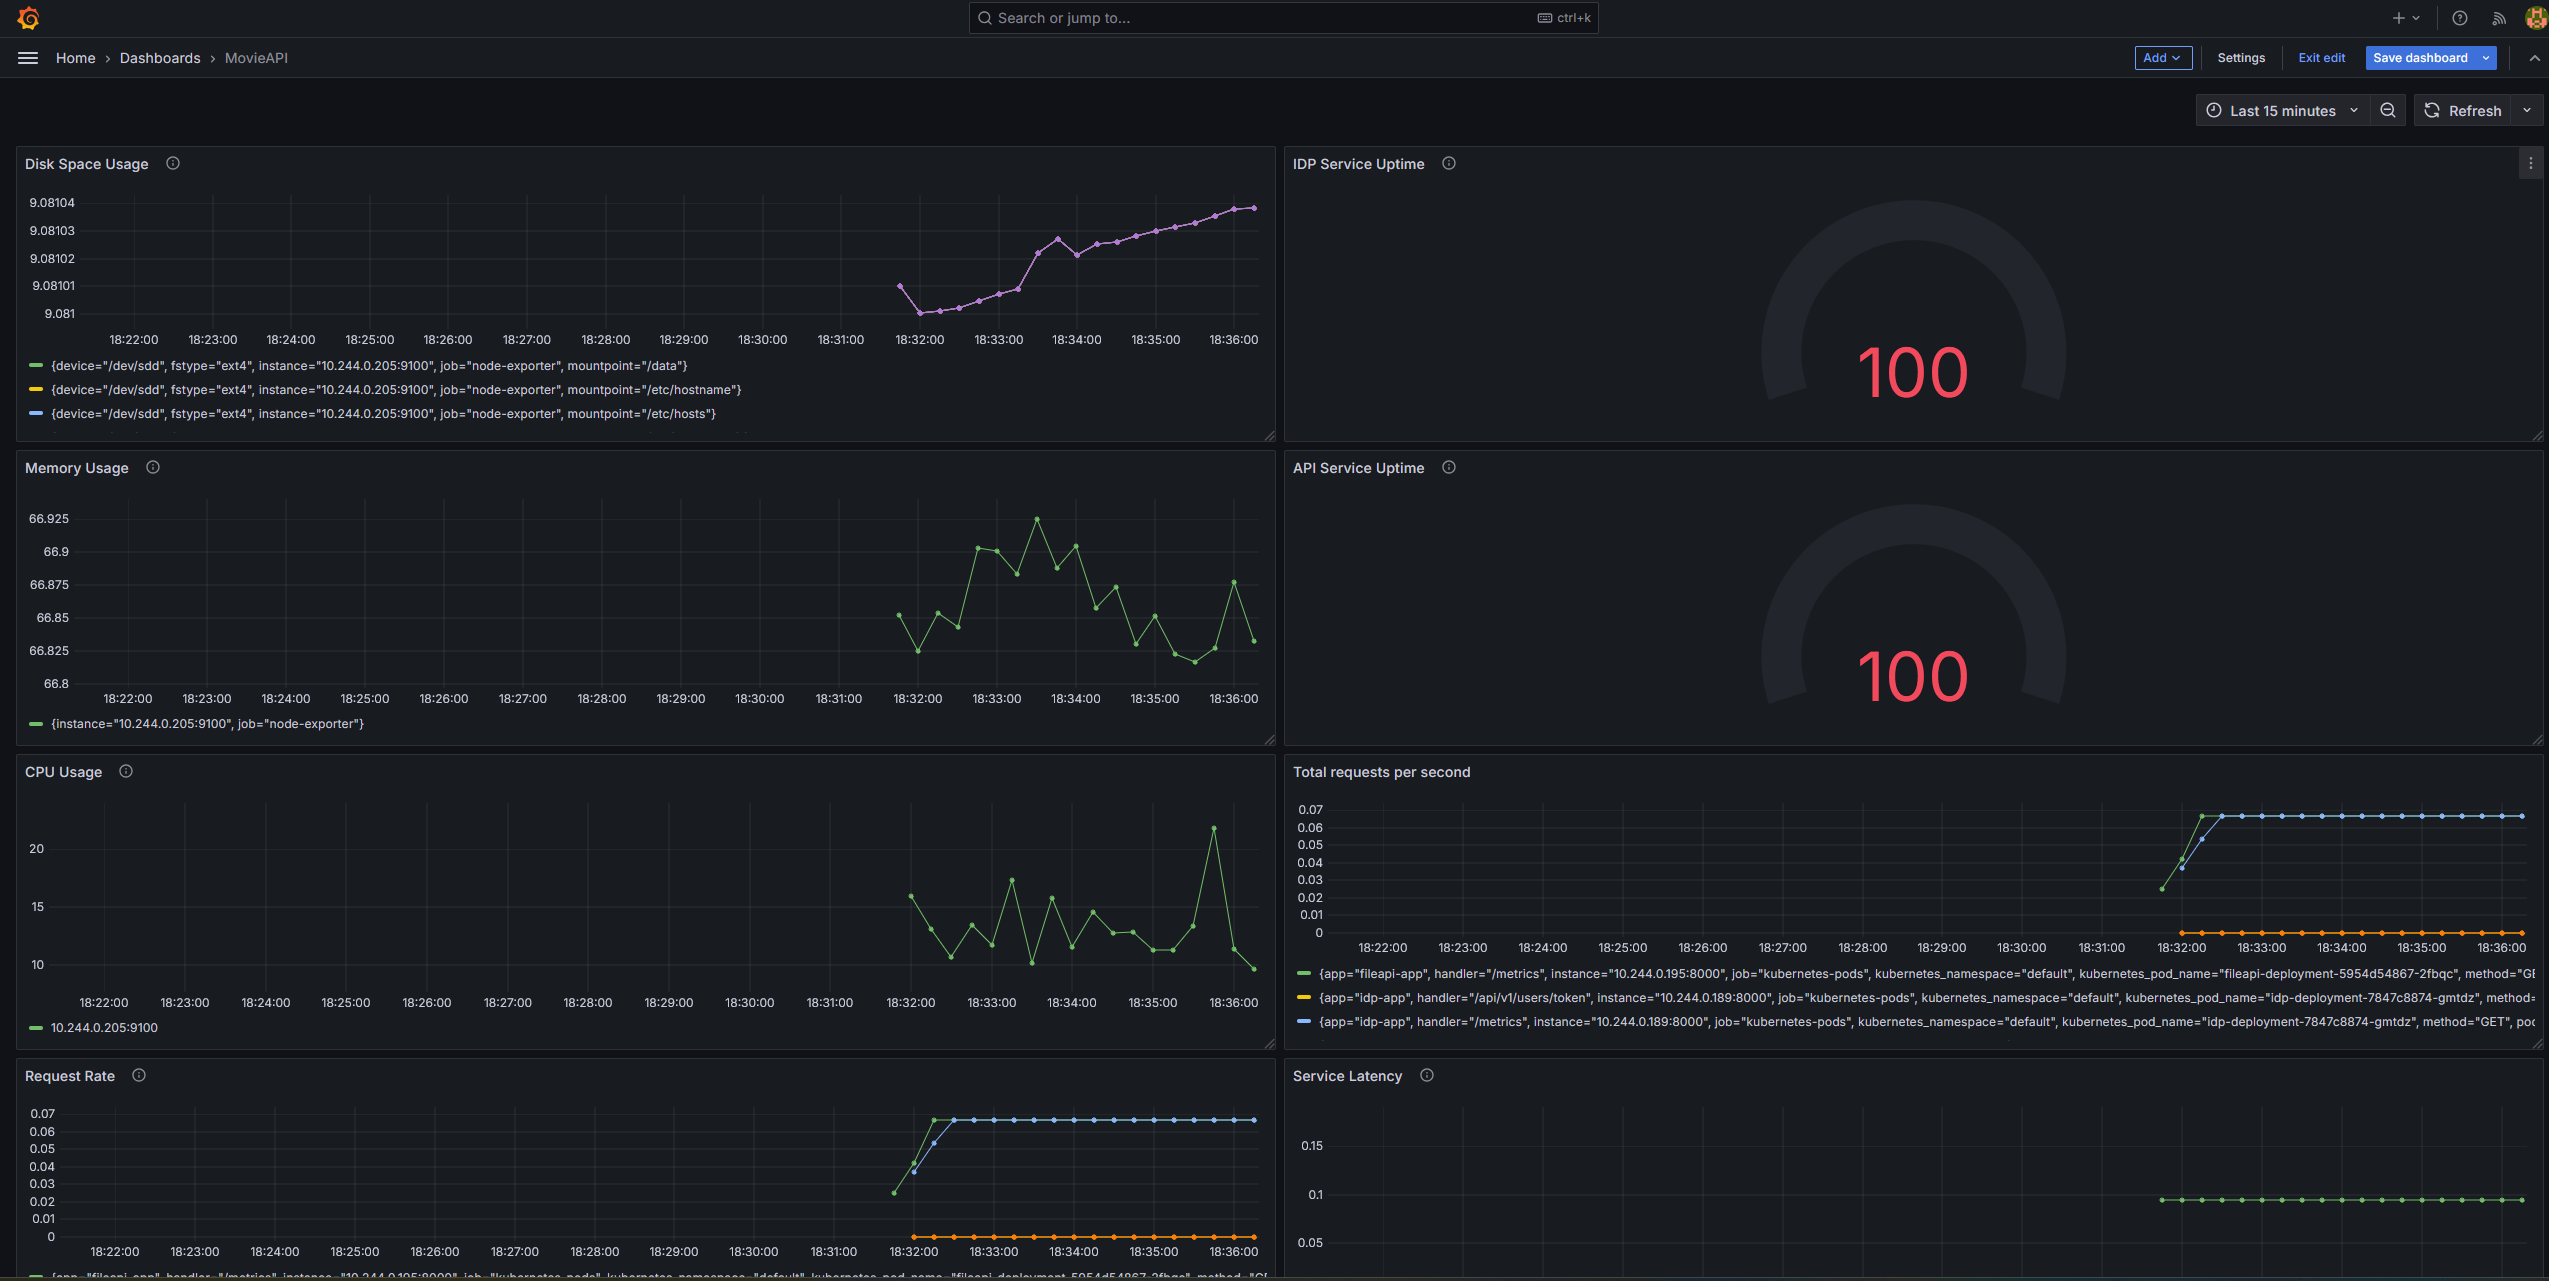 Search or jump to...
ctrl+k
Home › Dashboards › MovieAPI
Add
Settings
Exit edit
Save dashboard
Last 15 minutes
Refresh
Disk Space Usage
9.08104
9.08103
9.08102
9.08101
9.081
18:22:00 18:23:00 18:24:00 18:25:00 18:26:00 18:27:00 18:28:00 18:29:00 18:30:00 18:31:00 18:32:00 18:33:00 18:34:00 18:35:00 18:36:00
{device="/dev/sdd", fstype="ext4", instance="10.244.0.205:9100", job="node-exporter", mountpoint="/data"}
{device="/dev/sdd", fstype="ext4", instance="10.244.0.205:9100", job="node-exporter", mountpoint="/etc/hostname"}
{device="/dev/sdd", fstype="ext4", instance="10.244.0.205:9100", job="node-exporter", mountpoint="/etc/hosts"}
IDP Service Uptime
100
Memory Usage
66.925
66.9
66.875
66.85
66.825
66.8
18:22:00 18:23:00 18:24:00 18:25:00 18:26:00 18:27:00 18:28:00 18:29:00 18:30:00 18:31:00 18:32:00 18:33:00 18:34:00 18:35:00 18:36:00
{instance="10.244.0.205:9100", job="node-exporter"}
API Service Uptime
100
CPU Usage
20
15
10
18:22:00 18:23:00 18:24:00 18:25:00 18:26:00 18:27:00 18:28:00 18:29:00 18:30:00 18:31:00 18:32:00 18:33:00 18:34:00 18:35:00 18:36:00
10.244.0.205:9100
Total requests per second
0.07
0.06
0.05
0.04
0.03
0.02
0.01
0
18:22:00 18:23:00 18:24:00 18:25:00 18:26:00 18:27:00 18:28:00 18:29:00 18:30:00 18:31:00 18:32:00 18:33:00 18:34:00 18:35:00 18:36:00
{app="fileapi-app", handler="/metrics", instance="10.244.0.195:8000", job="kubernetes-pods", kubernetes_namespace="default", kubernetes_pod_name="fileapi-deployment-5954d54867-2fbqc", method="GE
{app="idp-app", handler="/api/v1/users/token", instance="10.244.0.189:8000", job="kubernetes-pods", kubernetes_namespace="default", kubernetes_pod_name="idp-deployment-7847c8874-gmtdz", method=
{app="idp-app", handler="/metrics", instance="10.244.0.189:8000", job="kubernetes-pods", kubernetes_namespace="default", kubernetes_pod_name="idp-deployment-7847c8874-gmtdz", method="GET", poc
Request Rate
0.07
0.06
0.05
0.04
0.03
0.02
0.01
0
18:22:00 18:23:00 18:24:00 18:25:00 18:26:00 18:27:00 18:28:00 18:29:00 18:30:00 18:31:00 18:32:00 18:33:00 18:34:00 18:35:00 18:36:00
{app="fileapi-app", handler="/metrics", instance="10.244.0.195:8000", job="kubernetes-pods", kubernetes_namespace="default", kubernetes_pod_name="fileapi-deployment-5954d54867-2fbqc", method="GE
Service Latency
0.15
0.1
0.05